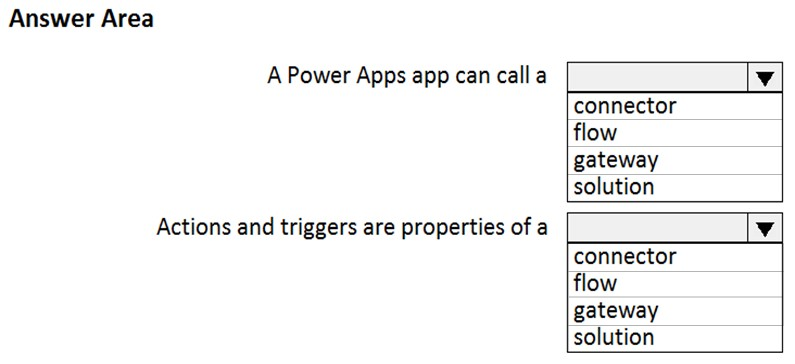 Answer Area
A Power Apps app can call a
connector
flow
gateway
solution
Actions and triggers are properties of a
connector
flow
gateway
solution